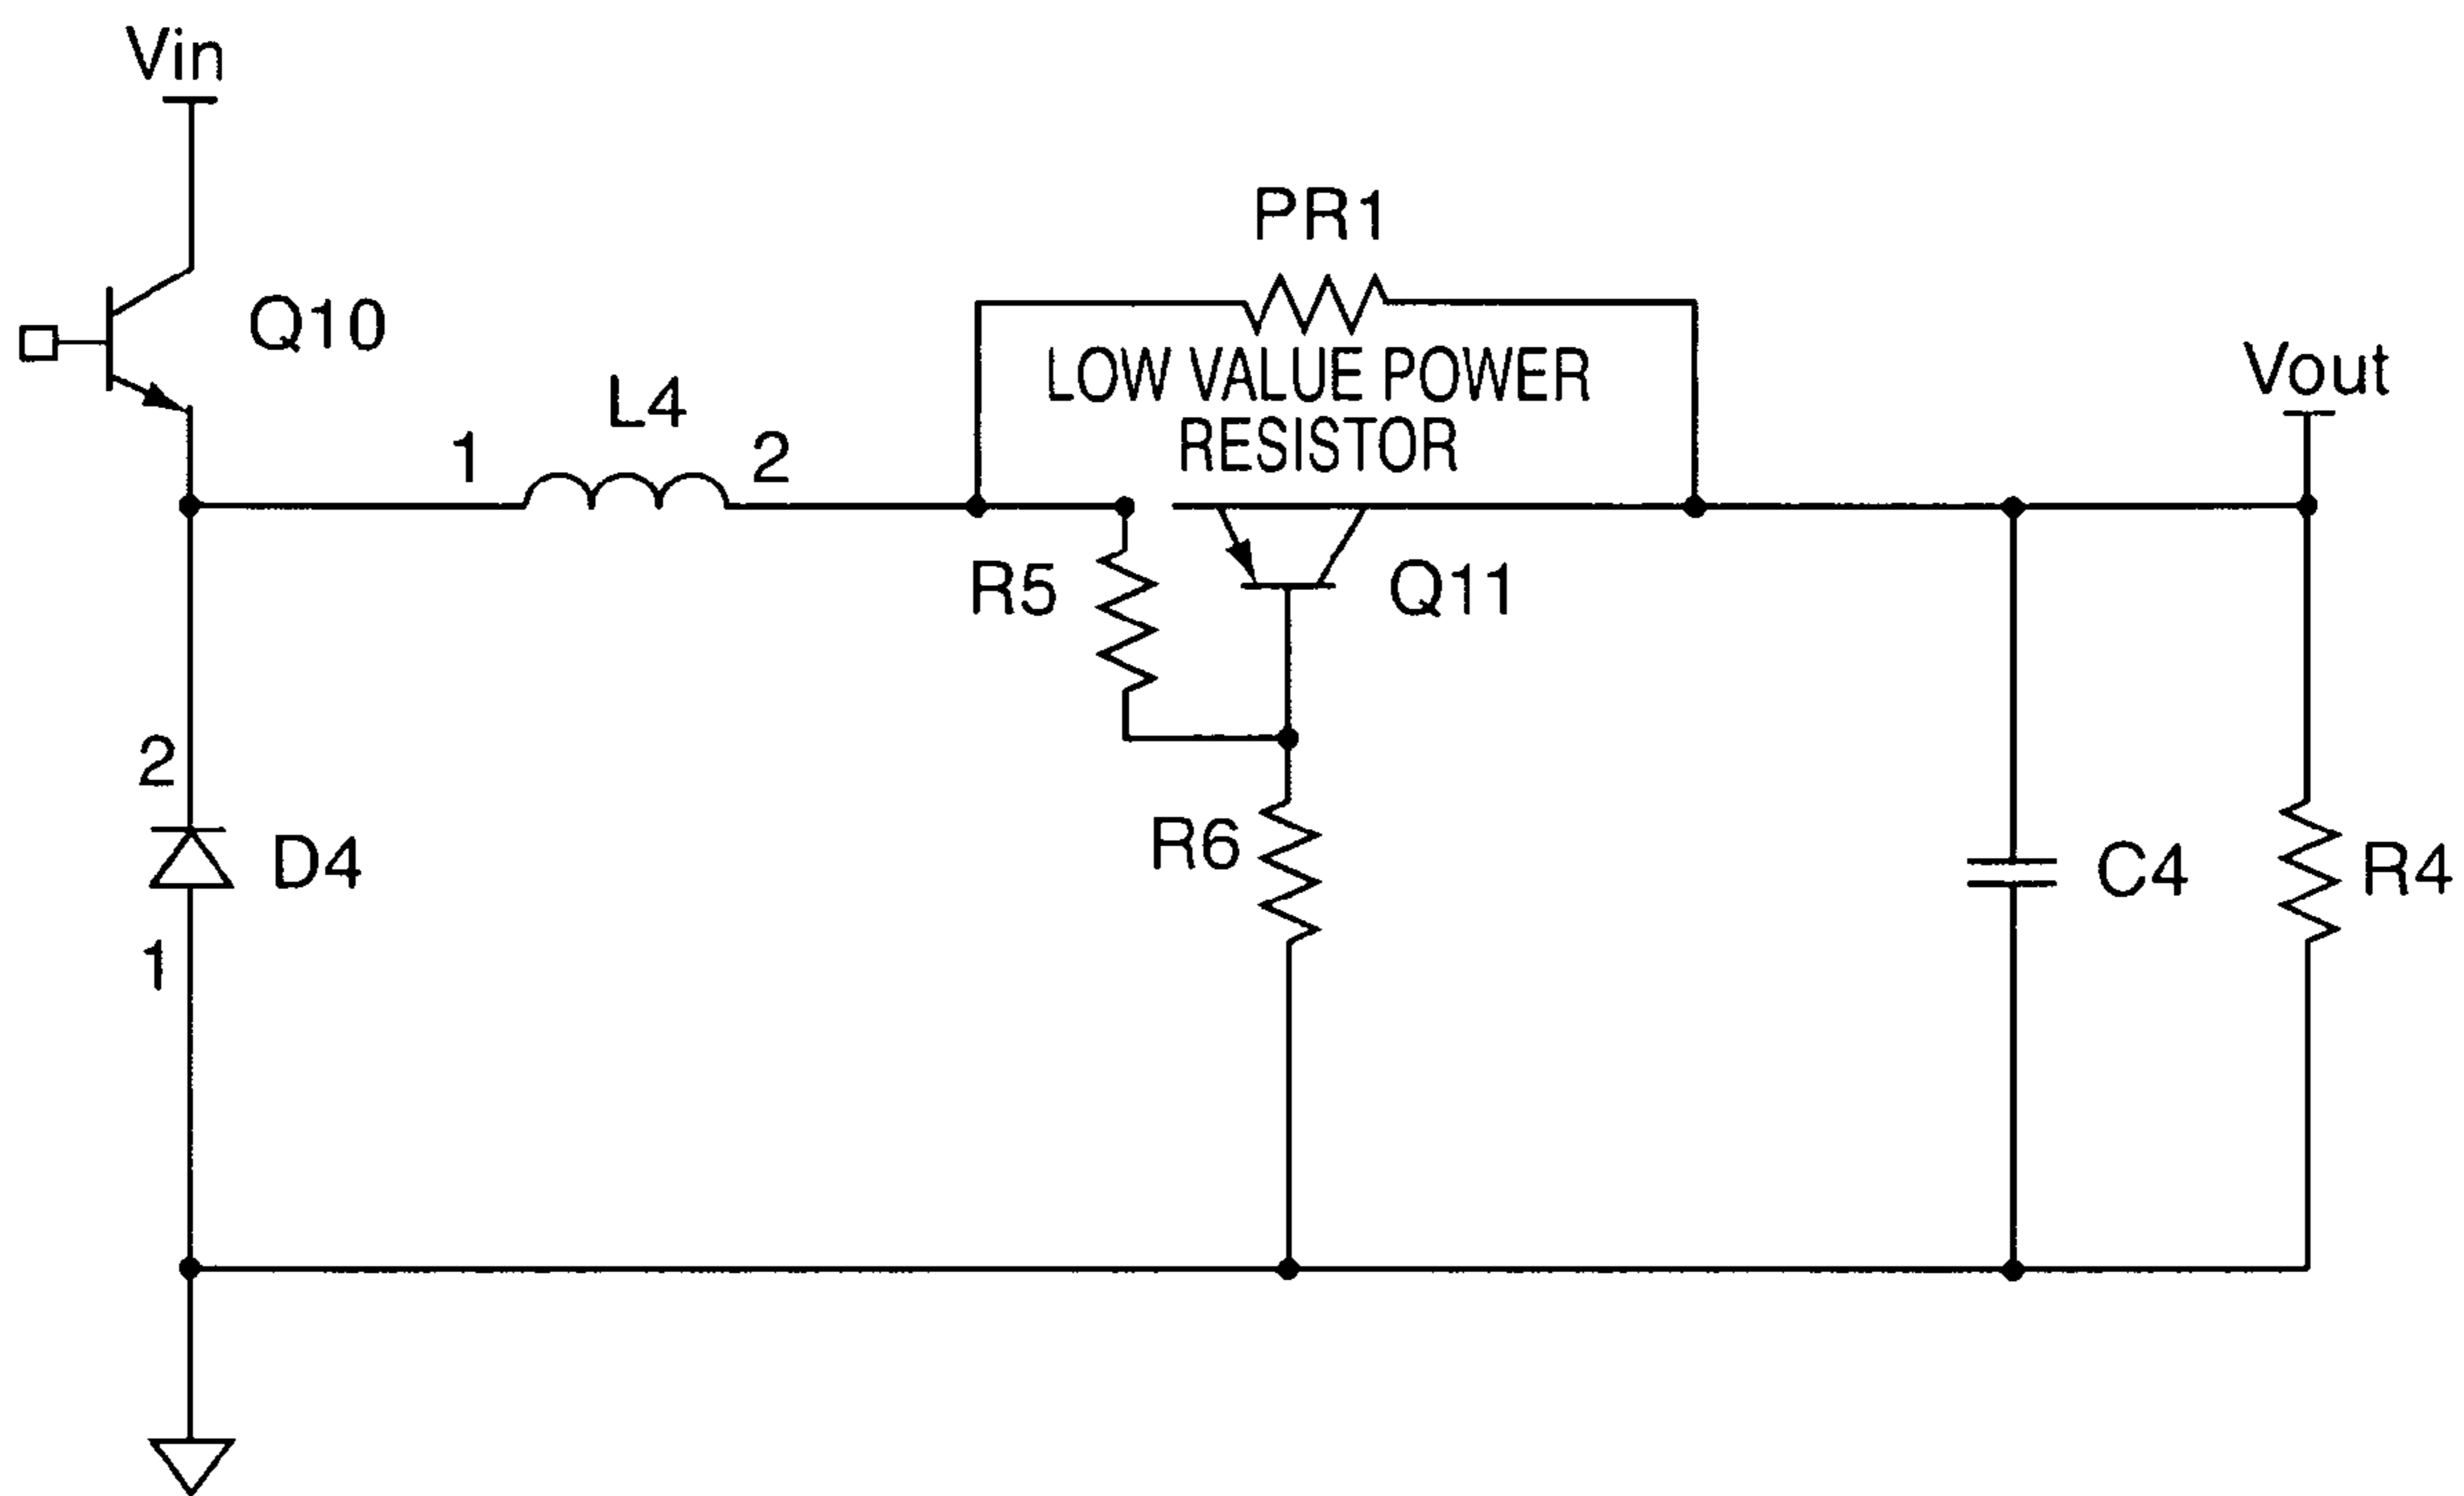 Vin
PR1
Q10
LOW VALUE POWER
RESISTOR
Vout
L4
1
2
R5
Q11
2
R6
D4
C4
R4
1